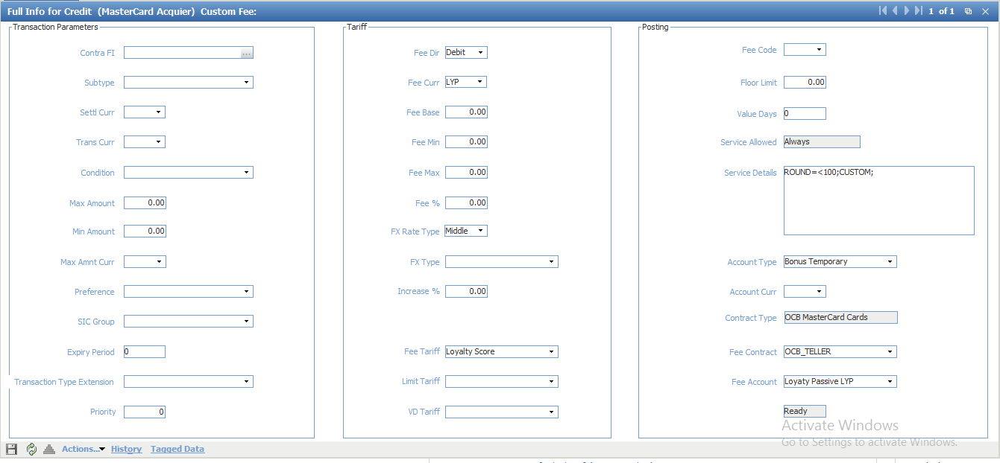 Full Info for Credit (MasterCard Acquier) Custom Fee:
1 of 1
Transaction Parameters
Contra FI
...
Subtype
Settl Curr
Trans Curr
Condition
Max Amount 0.00
Min Amount 0.00
Max Amnt Curr
Preference
SIC Group
Expiry Period 0
Transaction Type Extension
Priority 0
Tariff
Fee Dir Debit
Fee Curr LYP
Fee Base 0.00
Fee Min 0.00
Fee Max 0.00
Fee % 0.00
FX Rate Type Middle
FX Type
Increase % 0.00
Fee Tariff Loyalty Score
Limit Tariff
VD Tariff
Posting
Fee Code
Floor Limit 0.00
Value Days 0
Service Allowed Always
Service Details ROUND=<100;CUSTOM;
Account Type Bonus Temporary
Account Curr
Contract Type OCB MasterCard Cards
Fee Contract OCB_TELLER
Fee Account Loyaty Passive LYP
Ready
Activate Windows
Go to Settings to activate Windows.
Actions... History Tagged Data